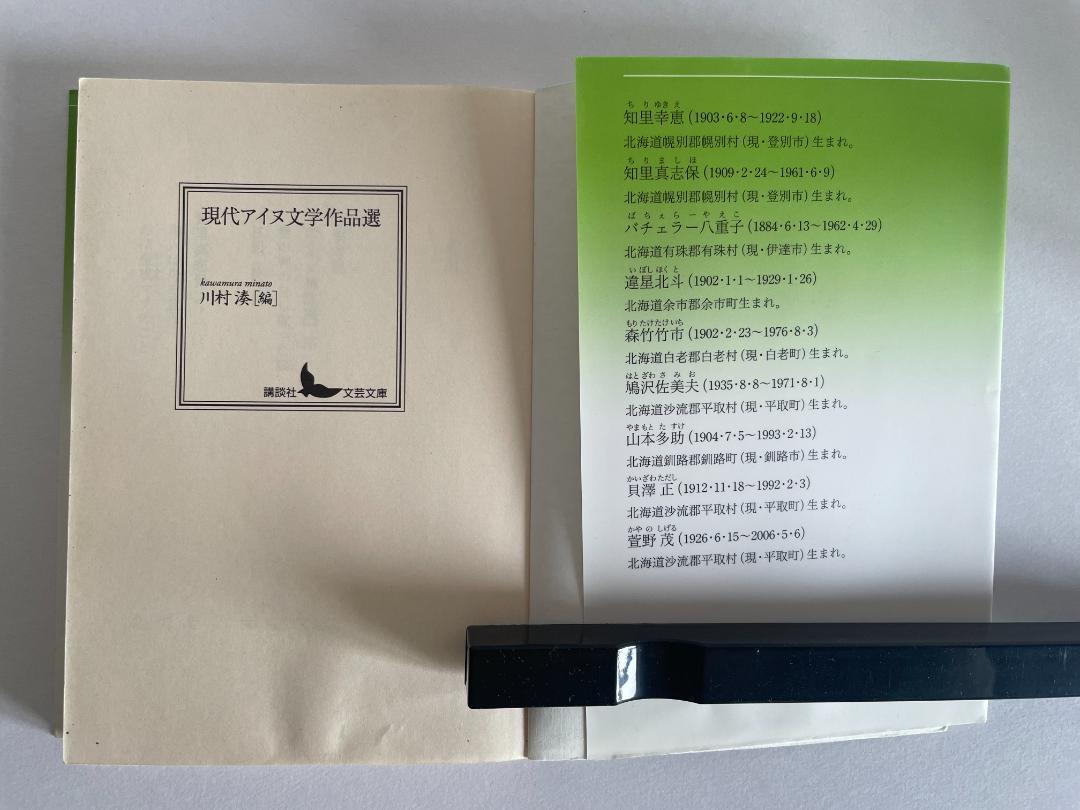 現代アイヌ文学作品選
kawamura minato
川村 湊[編]
講談社 文芸文庫
ちりゆきえ
知里幸恵 (1903・6・8〜1922・9・18)
北海道幌別郡幌別村(現・登別市)生まれ。
ちりましほ
知里真志保 (1909・2・24〜1961・6・9)
北海道幌別郡幌別村(現・登別市)生まれ。
ばちぇらーやえこ
バチェラー八重子 (1884・6・13〜1962・4・29)
北海道有珠郡有珠村(現・伊達市)生まれ。
いぼしほくと
違星北斗 (1902・1・1〜1929・1・26)
北海道余市郡余市町生まれ。
もりたけたけいち
森竹竹市 (1902・2・23〜1976・8・3)
北海道白老郡白老村(現・白老町)生まれ。
はとざわさみお
鳩沢佐美夫 (1935・8・8〜1971・8・1)
北海道沙流郡平取村(現・平取町)生まれ。
やまもとたすけ
山本多助 (1904・7・5〜1993・2・13)
北海道釧路郡釧路町(現・釧路市)生まれ。
かいざわただし
貝澤 正 (1912・11・18〜1992・2・3)
北海道沙流郡平取村(現・平取町)生まれ。
かやのしげる
萱野 茂 (1926・6・15〜2006・5・6)
北海道沙流郡平取村(現・平取町)生まれ。